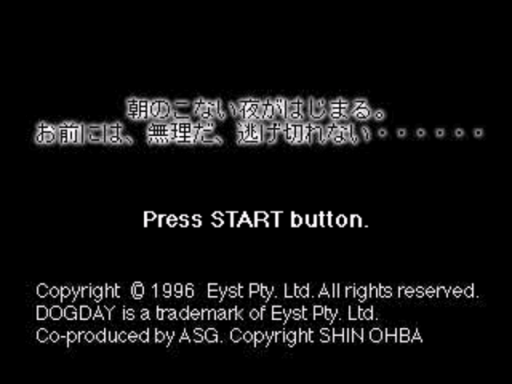 朝のこない夜がはじまる。
お前には、無理だ、逃げ切れない・・・・・・
Press START button.
Copyright © 1996 Eyst Pty. Ltd. All rights reserved.
DOGDAY is a trademark of Eyst Pty. Ltd.
Co-produced by ASG. Copyright SHIN OHBA